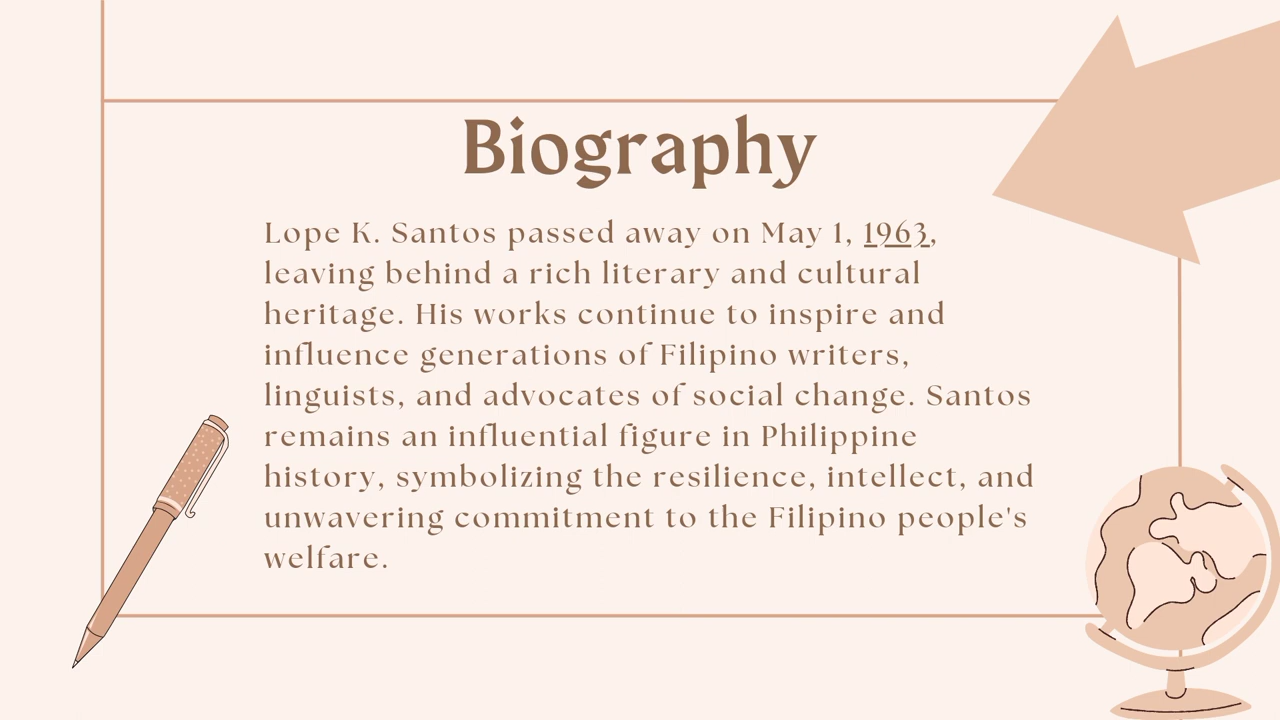 Biography
Lope K. Santos passed away on May 1, 1963,
leaving behind a rich literary and cultural
heritage. His works continue to inspire and
influence generations of Filipino writers,
linguists, and advocates of social change. Santos
remains an influential figure in Philippine
history, symbolizing the resilience, intellect, and
unwavering commitment to the Filipino people's
welfare.